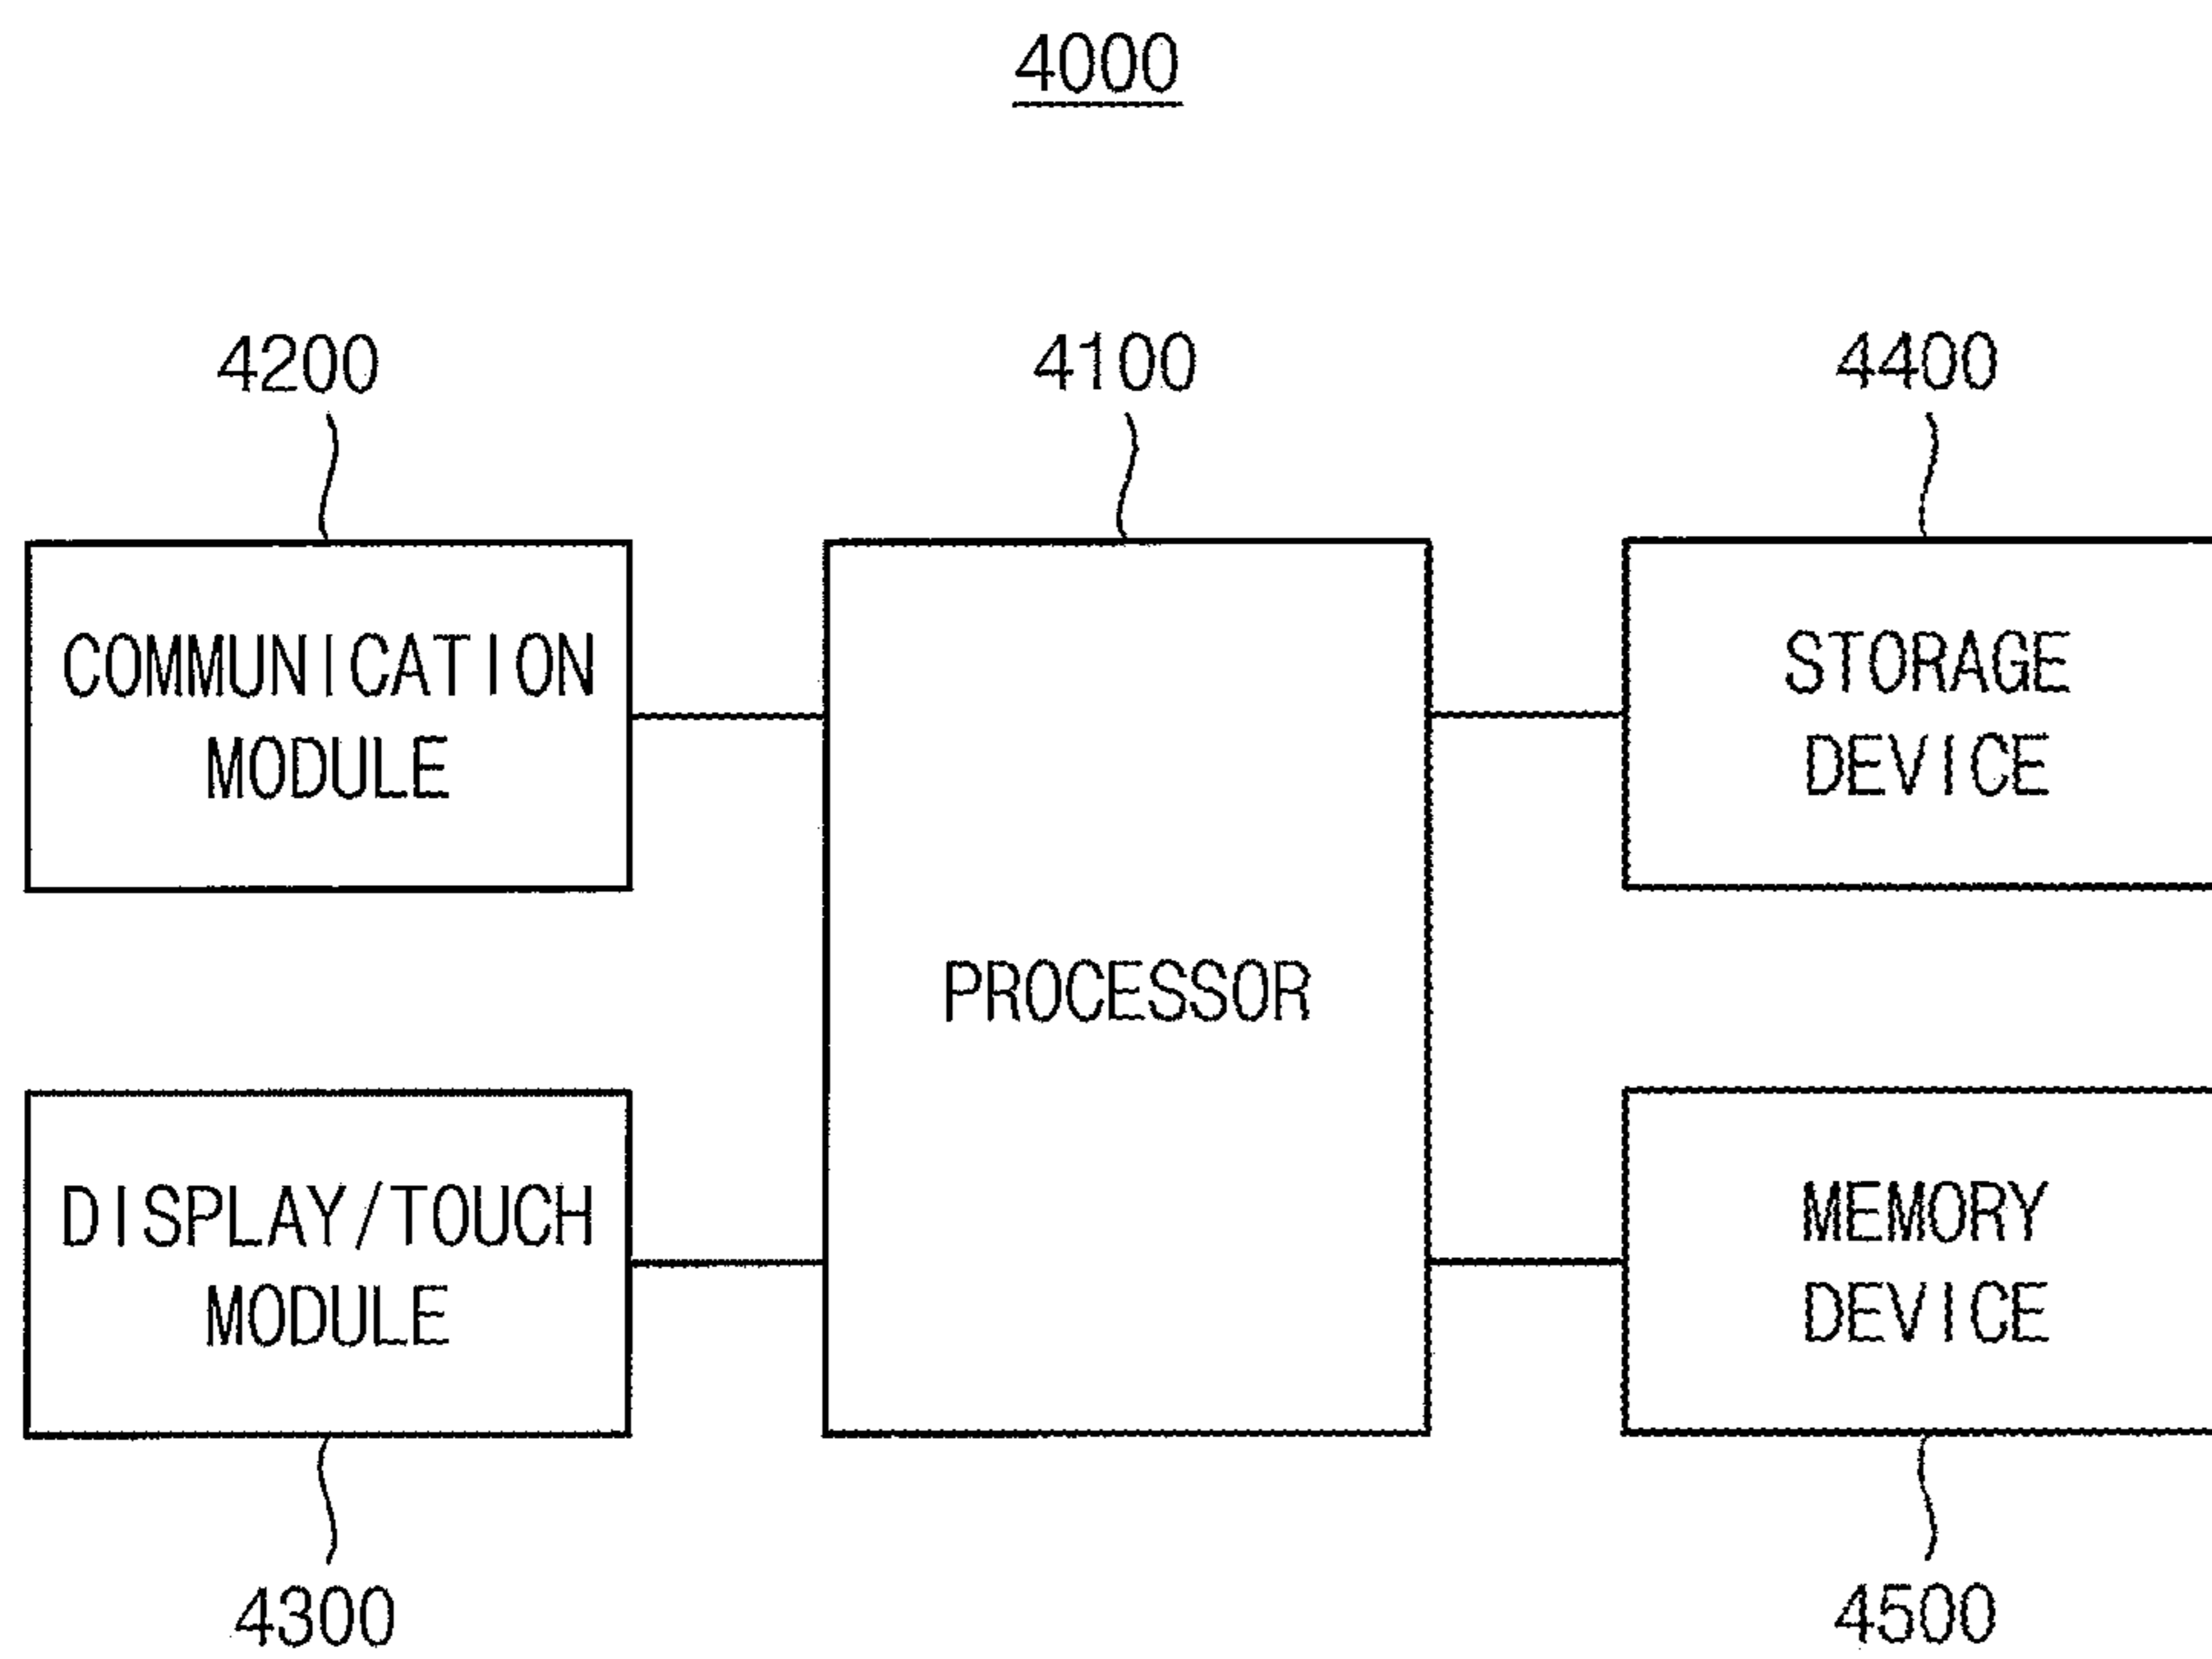 4000
4200
4100
4400
COMMUNICATION
MODULE
PROCESSOR
STORAGE
DEVICE
DISPLAY/TOUCH
MODULE
MEMORY
DEVICE
4300
4500